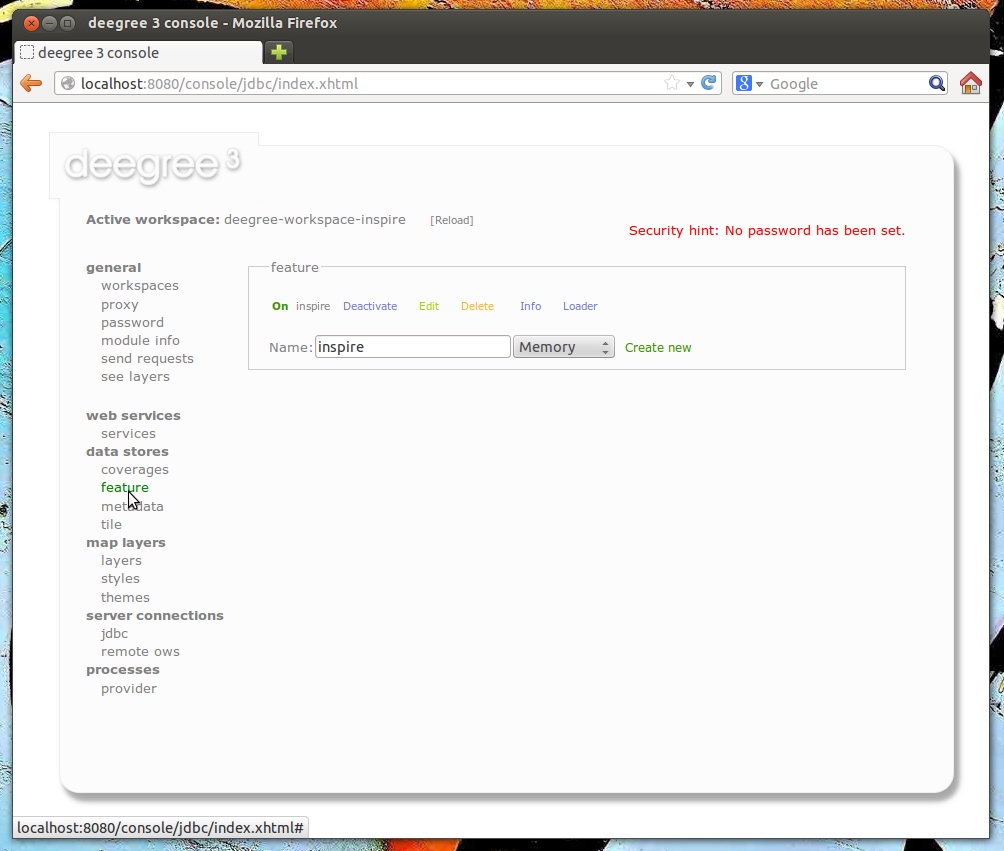 deegree 3 console - Mozilla Firefox
deegree 3 console
localhost:8080/console/jdbc/index.xhtml
Google
deegree 3
Active workspace: deegree-workspace-inspire [Reload]
Security hint: No password has been set.
general
workspaces
proxy
password
module info
send requests
see layers
web services
services
data stores
coverages
feature
metadata
tile
map layers
layers
styles
themes
server connections
jdbc
remote ows
processes
provider
feature
On inspire Deactivate Edit Delete Info Loader
Name: inspire Memory Create new
localhost:8080/console/jdbc/index.xhtml#